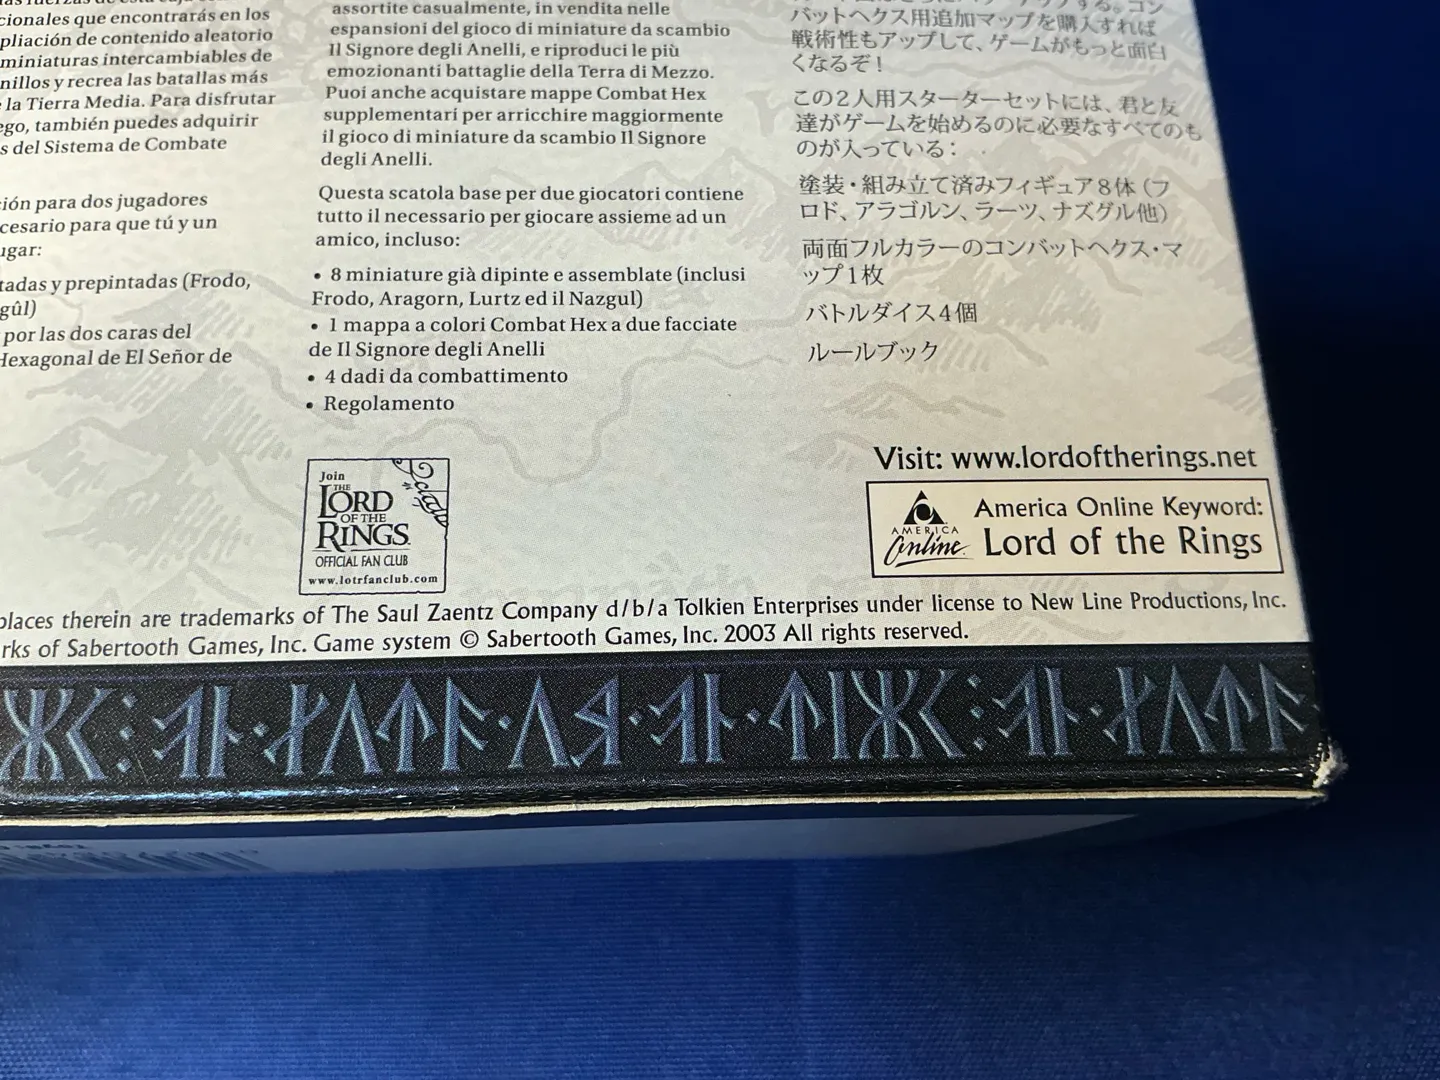 cionales que encontrarás en los
pliación de contenido aleatorio
miniaturas intercambiables de
nillos y recrea las batallas más
la Tierra Media. Para disfrutar
ego, también puedes adquirir
s del Sistema de Combate
ión para dos jugadores
cesario para que tú y un
ugar:
tadas y prepintadas (Frodo,
gûl)
por las dos caras del
Hexagonal de El Señor de
assortite casualmente, in vendita nelle
espansioni del gioco di miniature da scambio
Il Signore degli Anelli, e riproduci le più
emozionanti battaglie della Terra di Mezzo.
Puoi anche acquistare mappe Combat Hex
supplementari per arricchire maggiormente
il gioco di miniature da scambio Il Signore
degli Anelli.
Questa scatola base per due giocatori contiene
tutto il necessario per giocare assieme ad un
amico, incluso:
• 8 miniature già dipinte e assemblate (inclusi
Frodo, Aragorn, Lurtz ed il Nazgul)
• 1 mappa a colori Combat Hex a due facciate
de Il Signore degli Anelli
• 4 dadi da combattimento
• Regolamento
バットヘクス用追加マップを購入すれば
戦術性もアップして、ゲームがもっと面白
くなるぞ!
この2人用スターターセットには、君と友
達がゲームを始めるのに必要なすべてのも
のが入っている:
塗装・組み立て済みフィギュア8体(フ
ロド、アラゴルン、ラーツ、ナズグル他)
両面フルカラーのコンバットヘクス・マ
ップ1枚
バトルダイス4個
ルールブック
Join
THE
LORD
OF THE
RINGS
OFFICIAL FAN CLUB
www.lotrfanclub.com
Visit: www.lordoftherings.net
AMERICA
Online
America Online Keyword:
Lord of the Rings
places therein are trademarks of The Saul Zaentz Company d/b/a Tolkien Enterprises under license to New Line Productions, Inc.
rks of Sabertooth Games, Inc. Game system © Sabertooth Games, Inc. 2003 All rights reserved.